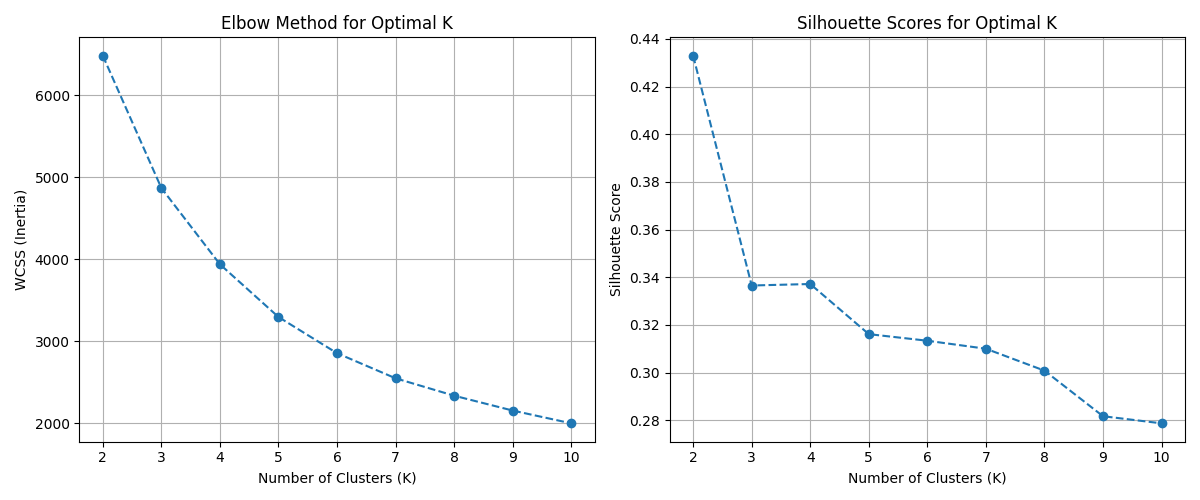 Elbow Method for Optimal K
WCSS (Inertia)
6000
5000
4000
3000
2000
2 3 4 5 6 7 8 9 10
Number of Clusters (K)
Silhouette Scores for Optimal K
Silhouette Score
0.44
0.42
0.40
0.38
0.36
0.34
0.32
0.30
0.28
2 3 4 5 6 7 8 9 10
Number of Clusters (K)